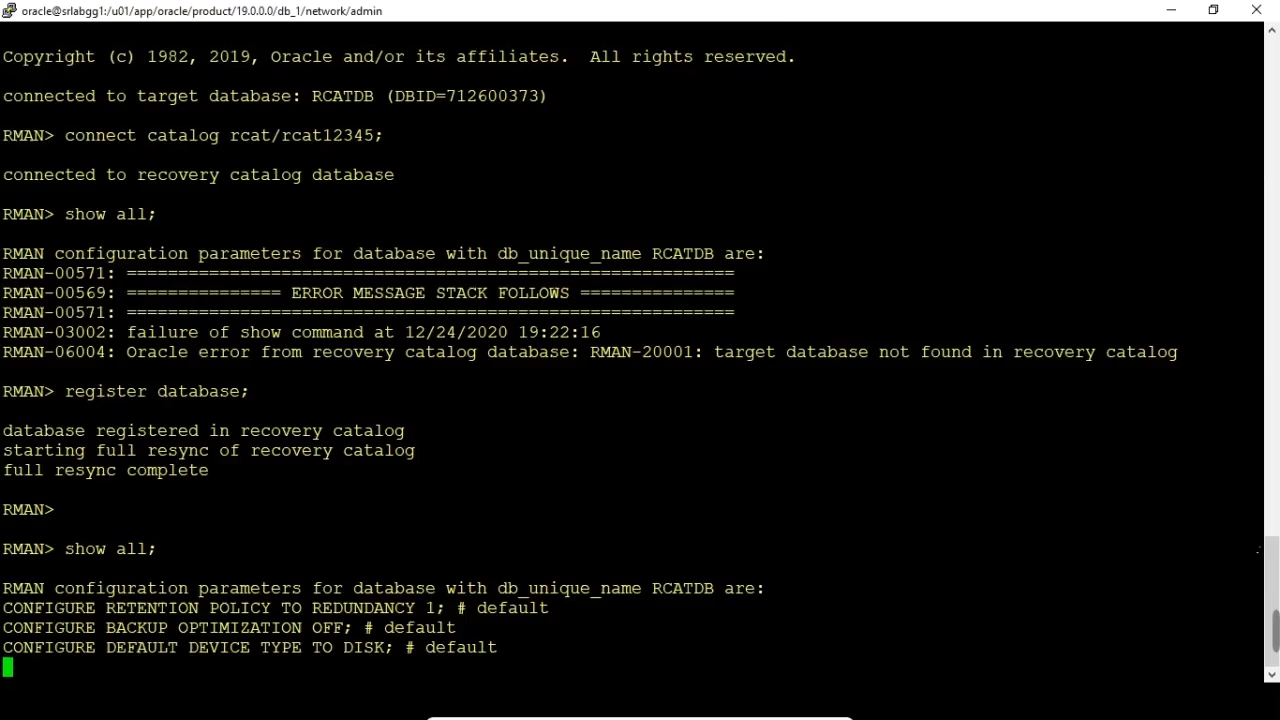 oracle@srlabgg1:/u01/app/oracle/product/19.0.0.0/db_1/network/admin
Copyright (c) 1982, 2019, Oracle and/or its affiliates.  All rights reserved.
connected to target database: RCATDB (DBID=712600373)
RMAN> connect catalog rcat/rcat12345;
connected to recovery catalog database
RMAN> show all;
RMAN configuration parameters for database with db_unique_name RCATDB are:
RMAN-00571: ===========================================================
RMAN-00569: =============== ERROR MESSAGE STACK FOLLOWS ===============
RMAN-00571: ===========================================================
RMAN-03002: failure of show command at 12/24/2020 19:22:16
RMAN-06004: Oracle error from recovery catalog database: RMAN-20001: target database not found in recovery catalog
RMAN> register database;
database registered in recovery catalog
starting full resync of recovery catalog
full resync complete
RMAN>
RMAN> show all;
RMAN configuration parameters for database with db_unique_name RCATDB are:
CONFIGURE RETENTION POLICY TO REDUNDANCY 1; # default
CONFIGURE BACKUP OPTIMIZATION OFF; # default
CONFIGURE DEFAULT DEVICE TYPE TO DISK; # default